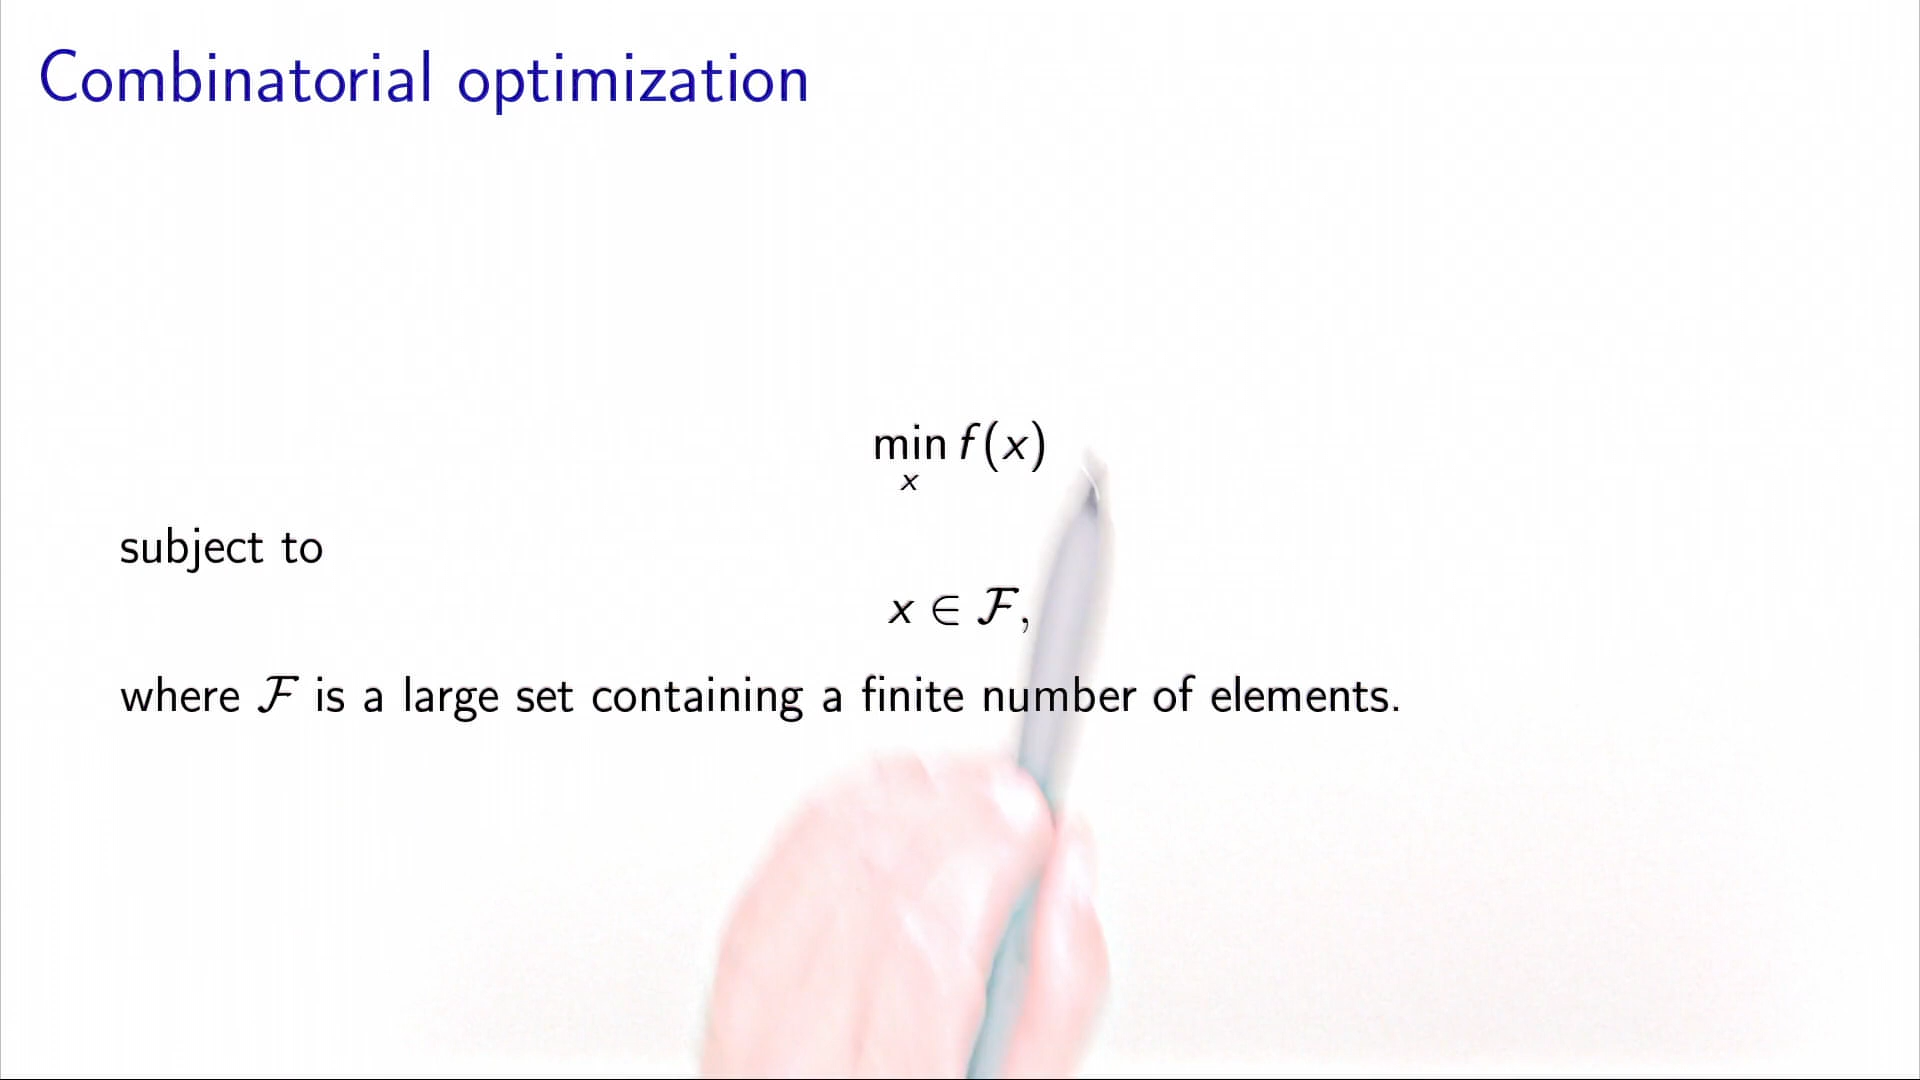 Combinatorial optimization
min f(x)
x
subject to
x ∈ ℱ,
where ℱ is a large set containing a finite number of elements.